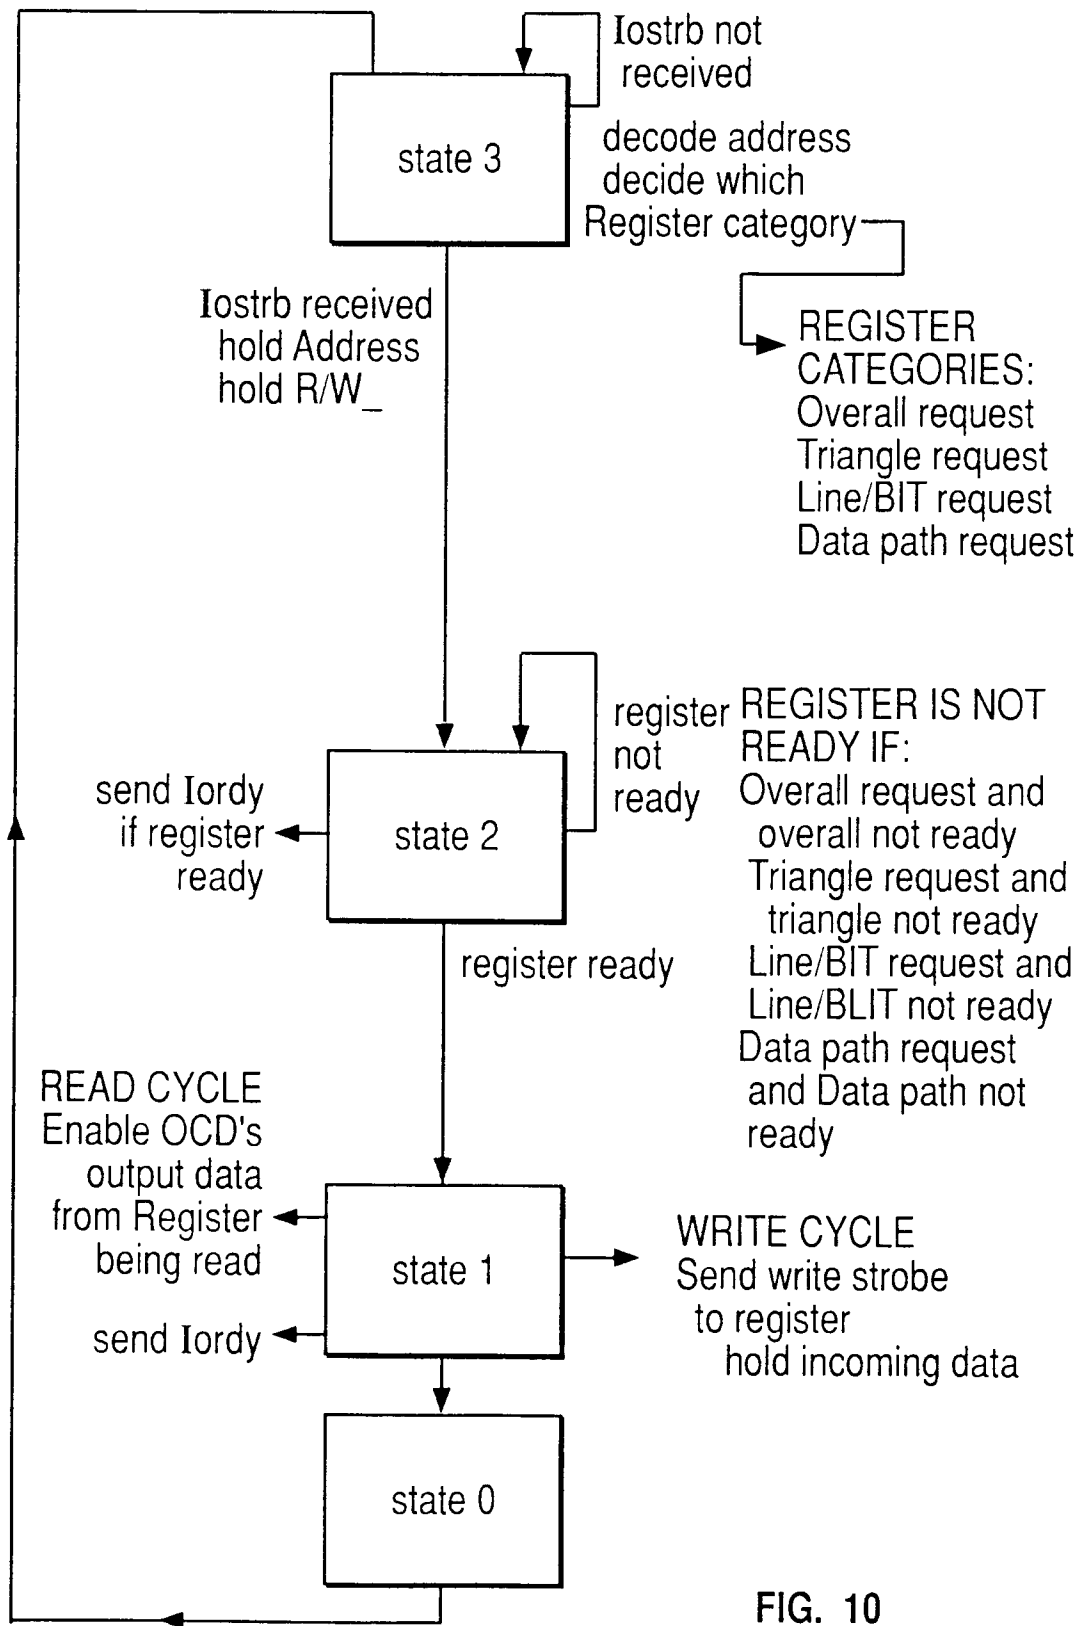 Iostrb not
received
state 3
decode address
decide which
Register category
Iostrb received
hold Address
hold R/W_
REGISTER
CATEGORIES:
Overall request
Triangle request
Line/BIT request
Data path request
send Iordy
if register
ready
state 2
register
not
ready
REGISTER IS NOT
READY IF:
Overall request and
overall not ready
Triangle request and
triangle not ready
Line/BIT request and
Line/BLIT not ready
Data path request
and Data path not
ready
register ready
READ CYCLE
Enable OCD's
output data
from Register
being read
send Iordy
state 1
WRITE CYCLE
Send write strobe
to register
hold incoming data
state 0
FIG. 10